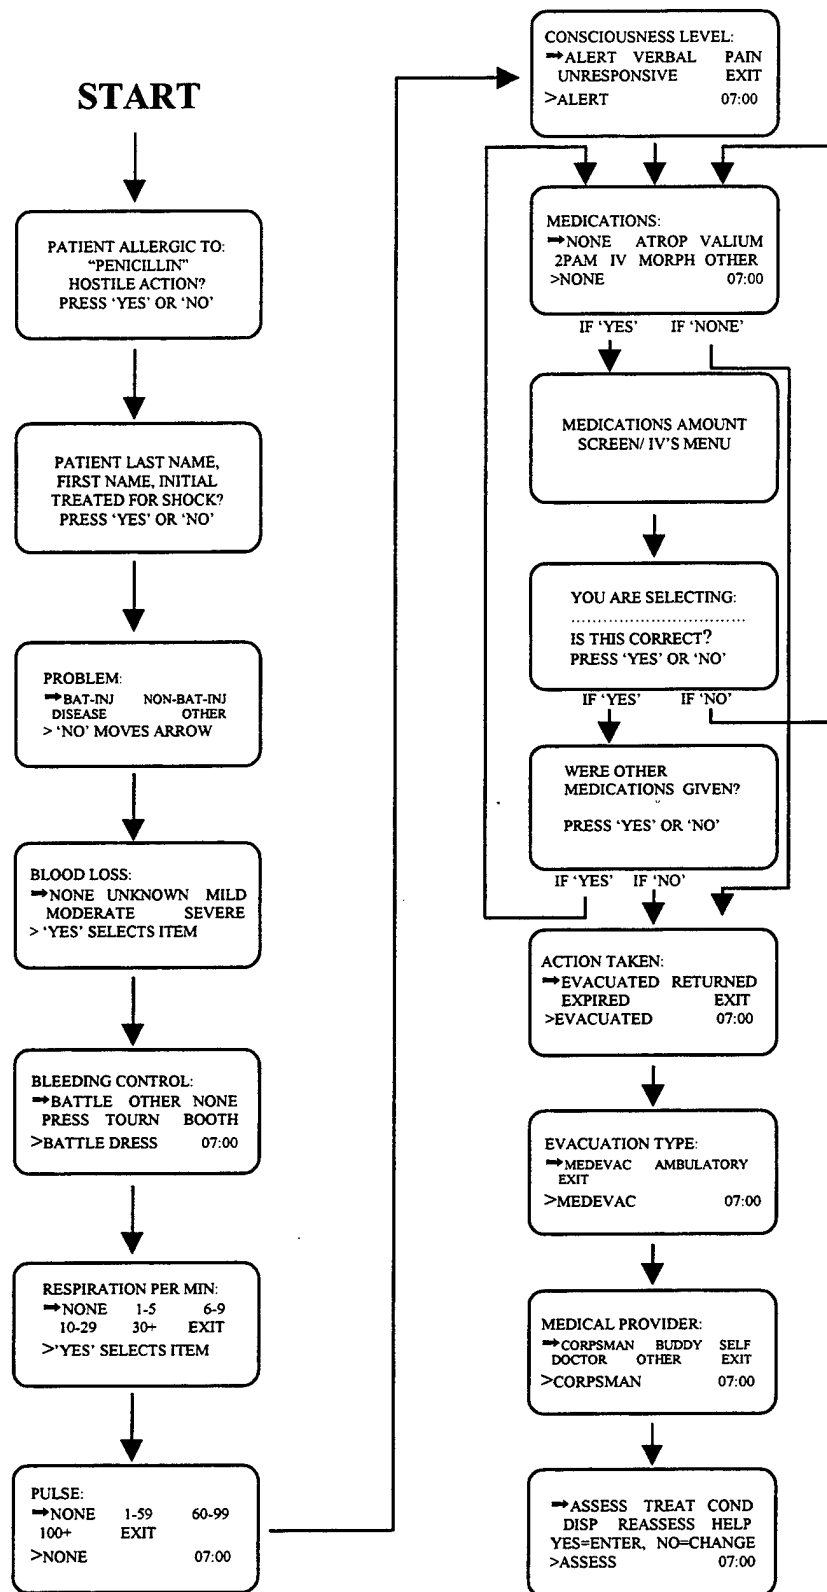 START
PATIENT ALLERGIC TO:
“PENICILLIN”
HOSTILE ACTION?
PRESS ‘YES’ OR ‘NO’
PATIENT LAST NAME,
FIRST NAME, INITIAL
TREATED FOR SHOCK?
PRESS ‘YES’ OR ‘NO’
PROBLEM:
➡BAT-INJ NON-BAT-INJ
DISEASE OTHER
> ‘NO’ MOVES ARROW
BLOOD LOSS:
➡NONE UNKNOWN MILD
MODERATE SEVERE
> ‘YES’ SELECTS ITEM
BLEEDING CONTROL:
➡BATTLE OTHER NONE
PRESS TOURN BOOTH
>BATTLE DRESS 07:00
RESPIRATION PER MIN:
➡NONE 1-5 6-9
10-29 30+ EXIT
>‘YES’ SELECTS ITEM
PULSE:
➡NONE 1-59 60-99
100+ EXIT
>NONE 07:00
CONSCIOUSNESS LEVEL:
➡ALERT VERBAL PAIN
UNRESPONSIVE EXIT
>ALERT 07:00
MEDICATIONS:
➡NONE ATROP VALIUM
2PAM IV MORPH OTHER
>NONE 07:00
IF ‘YES’ IF ‘NONE’
MEDICATIONS AMOUNT
SCREEN/ IV’S MENU
YOU ARE SELECTING:
..................................
IS THIS CORRECT?
PRESS ‘YES’ OR ‘NO’
IF ‘YES’ IF ‘NO’
WERE OTHER
MEDICATIONS GIVEN?
PRESS ‘YES’ OR ‘NO’
IF ‘YES’ IF ‘NO’
ACTION TAKEN:
➡EVACUATED RETURNED
EXPIRED EXIT
>EVACUATED 07:00
EVACUATION TYPE:
➡MEDEVAC AMBULATORY
EXIT
>MEDEVAC 07:00
MEDICAL PROVIDER:
➡CORPSMAN BUDDY SELF
DOCTOR OTHER EXIT
>CORPSMAN 07:00
➡ASSESS TREAT COND
DISP REASSESS HELP
YES=ENTER, NO=CHANGE
>ASSESS 07:00